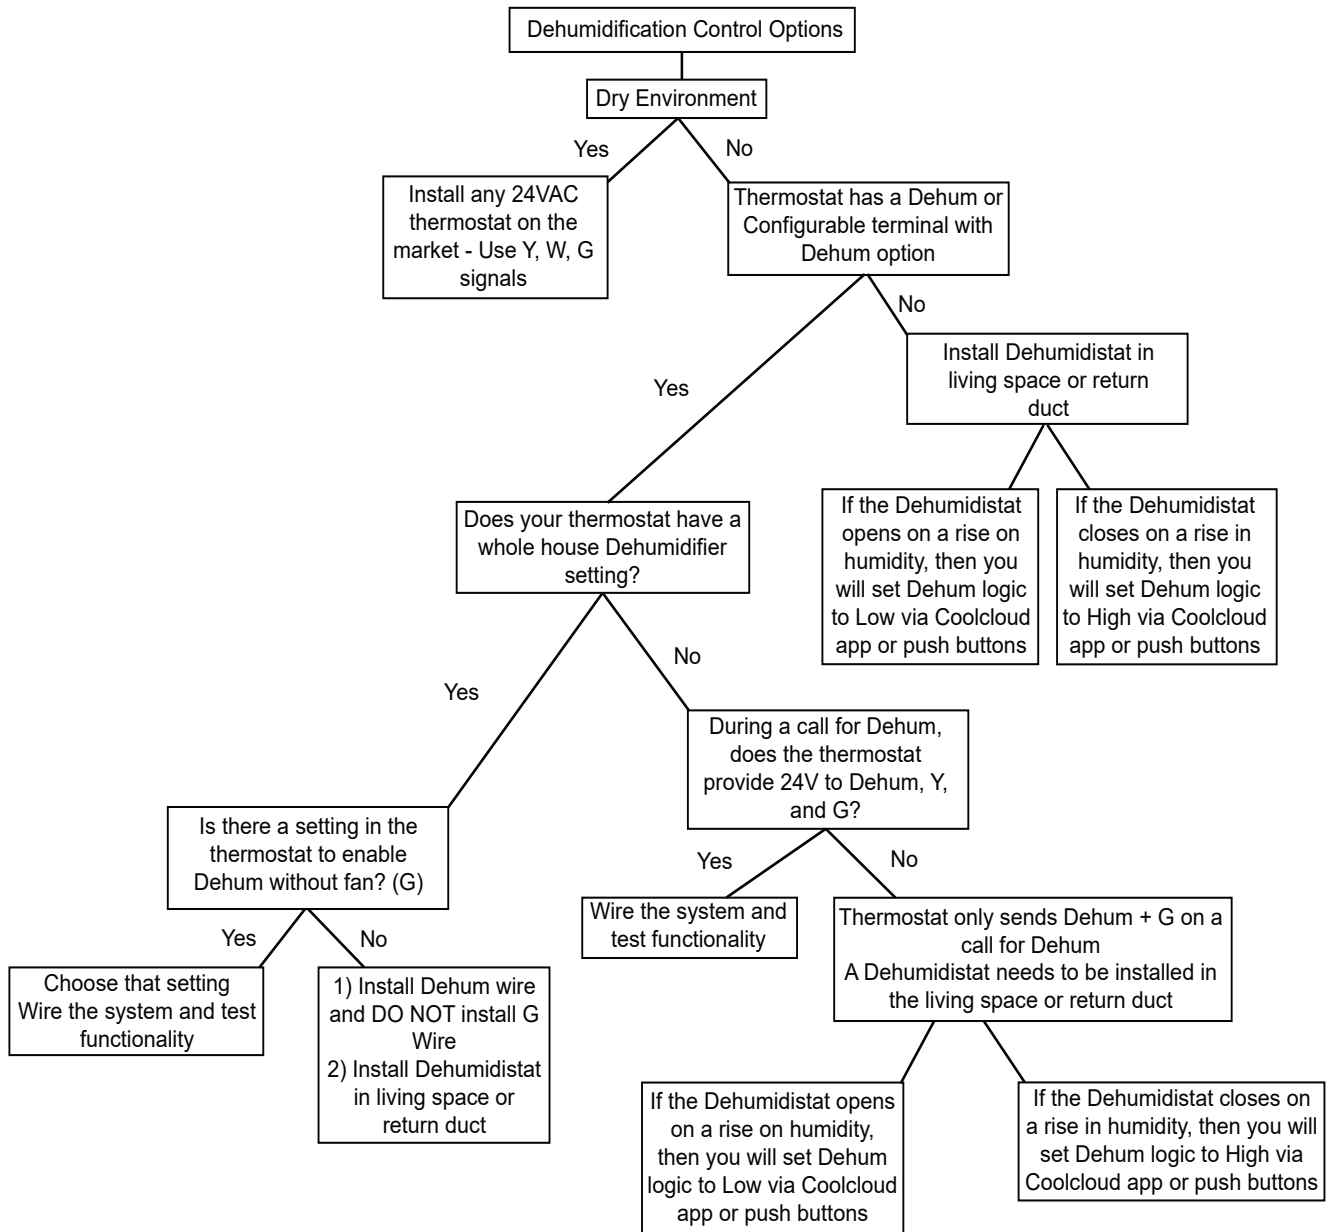 Dehumidification Control Options
Dry Environment
Yes
No
Install any 24VAC
thermostat on the
market - Use Y, W, G
signals
Thermostat has a Dehum or
Configurable terminal with
Dehum option
No
Yes
Install Dehumidistat in
living space or return
duct
If the Dehumidistat
opens on a rise on
humidity, then you
will set Dehum logic
to Low via Coolcloud
app or push buttons
If the Dehumidistat
closes on a rise in
humidity, then you
will set Dehum logic
to High via Coolcloud
app or push buttons
Does your thermostat have a
whole house Dehumidifier
setting?
Yes
No
During a call for Dehum,
does the thermostat
provide 24V to Dehum, Y,
and G?
Is there a setting in the
thermostat to enable
Dehum without fan? (G)
Yes
No
Wire the system and
test functionality
Thermostat only sends Dehum + G on a
call for Dehum
A Dehumidistat needs to be installed in
the living space or return duct
Yes
No
Choose that setting
Wire the system and test
functionality
1) Install Dehum wire
and DO NOT install G
Wire
2) Install Dehumidistat
in living space or
return duct
If the Dehumidistat opens
on a rise on humidity,
then you will set Dehum
logic to Low via Coolcloud
app or push buttons
If the Dehumidistat closes on
a rise in humidity, then you will
set Dehum logic to High via
Coolcloud app or push buttons